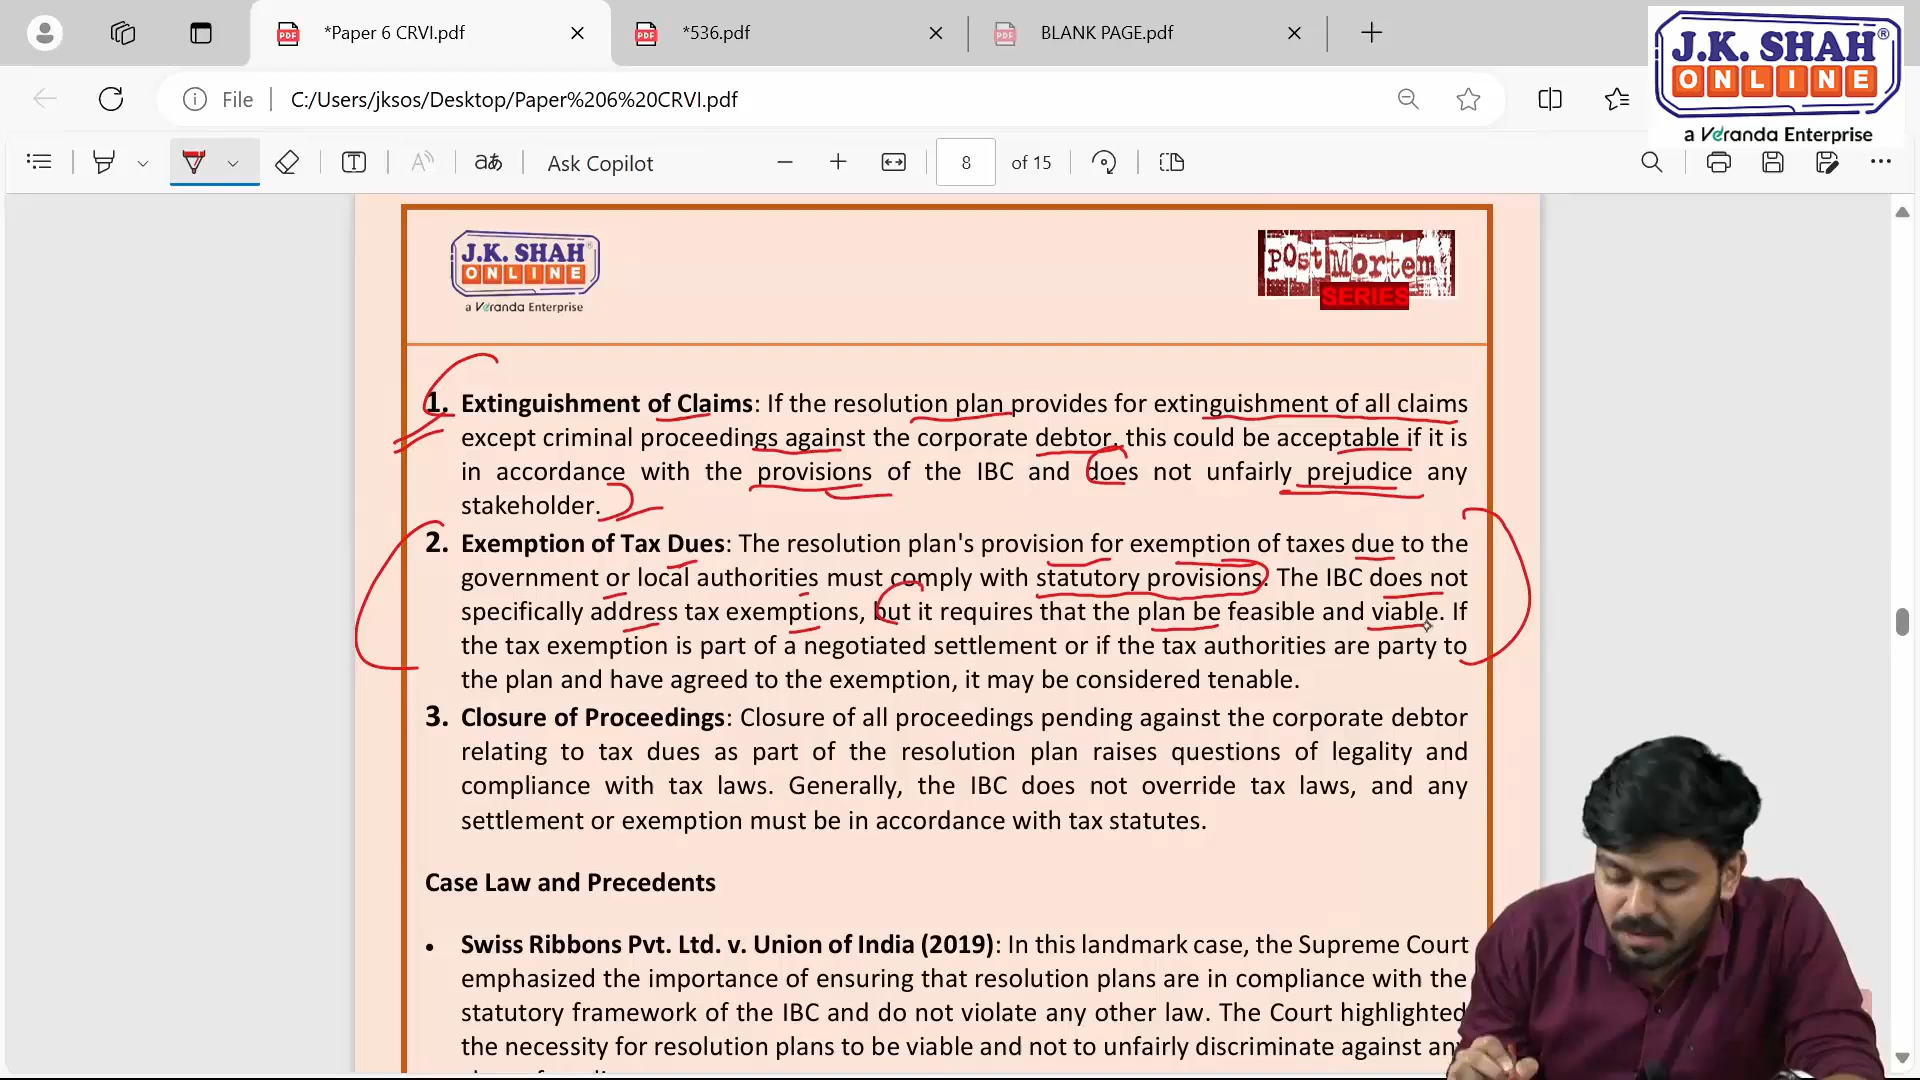 *Paper 6 CRVI.pdf
*536.pdf
BLANK PAGE.pdf
J.K. SHAH®
ONLINE
a Veranda Enterprise
File
C:/Users/jksos/Desktop/Paper%206%20CRVI.pdf
Ask Copilot
8
of 15
J.K. SHAH®
ONLINE
a Veranda Enterprise
Post Mortem
SERIES
1. Extinguishment of Claims: If the resolution plan provides for extinguishment of all claims
except criminal proceedings against the corporate debtor, this could be acceptable if it is
in accordance with the provisions of the IBC and does not unfairly prejudice any
stakeholder.
2. Exemption of Tax Dues: The resolution plan's provision for exemption of taxes due to the
government or local authorities must comply with statutory provisions. The IBC does not
specifically address tax exemptions, but it requires that the plan be feasible and viable. If
the tax exemption is part of a negotiated settlement or if the tax authorities are party to
the plan and have agreed to the exemption, it may be considered tenable.
3. Closure of Proceedings: Closure of all proceedings pending against the corporate debtor
relating to tax dues as part of the resolution plan raises questions of legality and
compliance with tax laws. Generally, the IBC does not override tax laws, and any
settlement or exemption must be in accordance with tax statutes.
Case Law and Precedents
• Swiss Ribbons Pvt. Ltd. v. Union of India (2019): In this landmark case, the Supreme Court
emphasized the importance of ensuring that resolution plans are in compliance with the
statutory framework of the IBC and do not violate any other law. The Court highlighted
the necessity for resolution plans to be viable and not to unfairly discriminate against